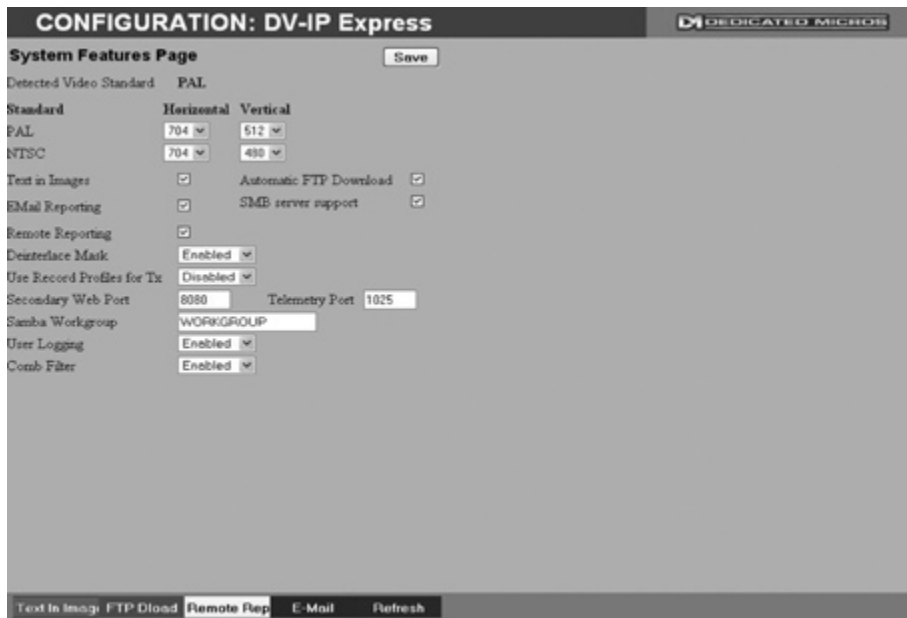 CONFIGURATION: DV-IP Express
DEDICATED MICROS
System Features Page
Save
Detected Video Standard PAL
Standard Horizontal Vertical
PAL 704 512
NTSC 704 480
Text in Images Automatic FTP Download
EMail Reporting SMB server support
Remote Reporting
Deinterlace Mask Enabled
Use Record Profiles for Tx Disabled
Secondary Web Port 8080 Telemetry Port 1025
Samba Workgroup WORKGROUP
User Logging Enabled
Comb Filter Enabled
Text In Imagi FTP Dload Remote Rep E-Mail Refresh